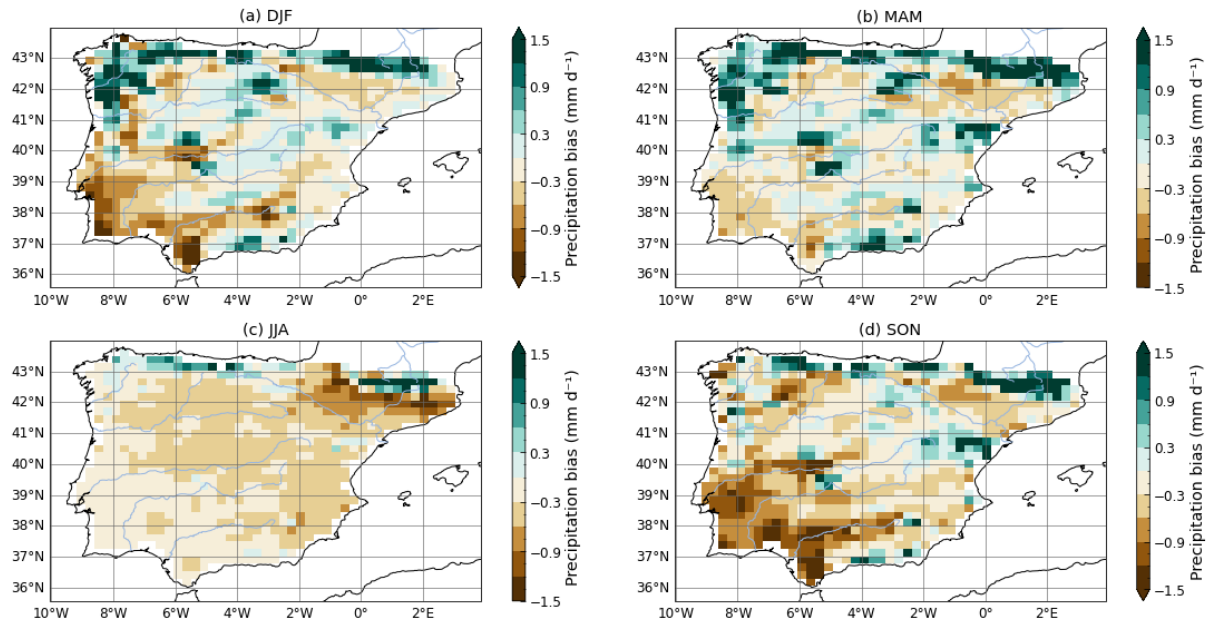 (a) DJF
(b) MAM
43°N
42°N
41°N
40°N
39°N
38°N
37°N
36°N
10°W 8°W 6°W 4°W 2°W 0° 2°E
1.5
0.9
0.3
−0.3
−0.9
−1.5
Precipitation bias (mm d⁻¹)
43°N
42°N
41°N
40°N
39°N
38°N
37°N
36°N
10°W 8°W 6°W 4°W 2°W 0° 2°E
1.5
0.9
0.3
−0.3
−0.9
−1.5
Precipitation bias (mm d⁻¹)
(c) JJA
(d) SON
43°N
42°N
41°N
40°N
39°N
38°N
37°N
36°N
10°W 8°W 6°W 4°W 2°W 0° 2°E
1.5
0.9
0.3
−0.3
−0.9
−1.5
Precipitation bias (mm d⁻¹)
43°N
42°N
41°N
40°N
39°N
38°N
37°N
36°N
10°W 8°W 6°W 4°W 2°W 0° 2°E
1.5
0.9
0.3
−0.3
−0.9
−1.5
Precipitation bias (mm d⁻¹)